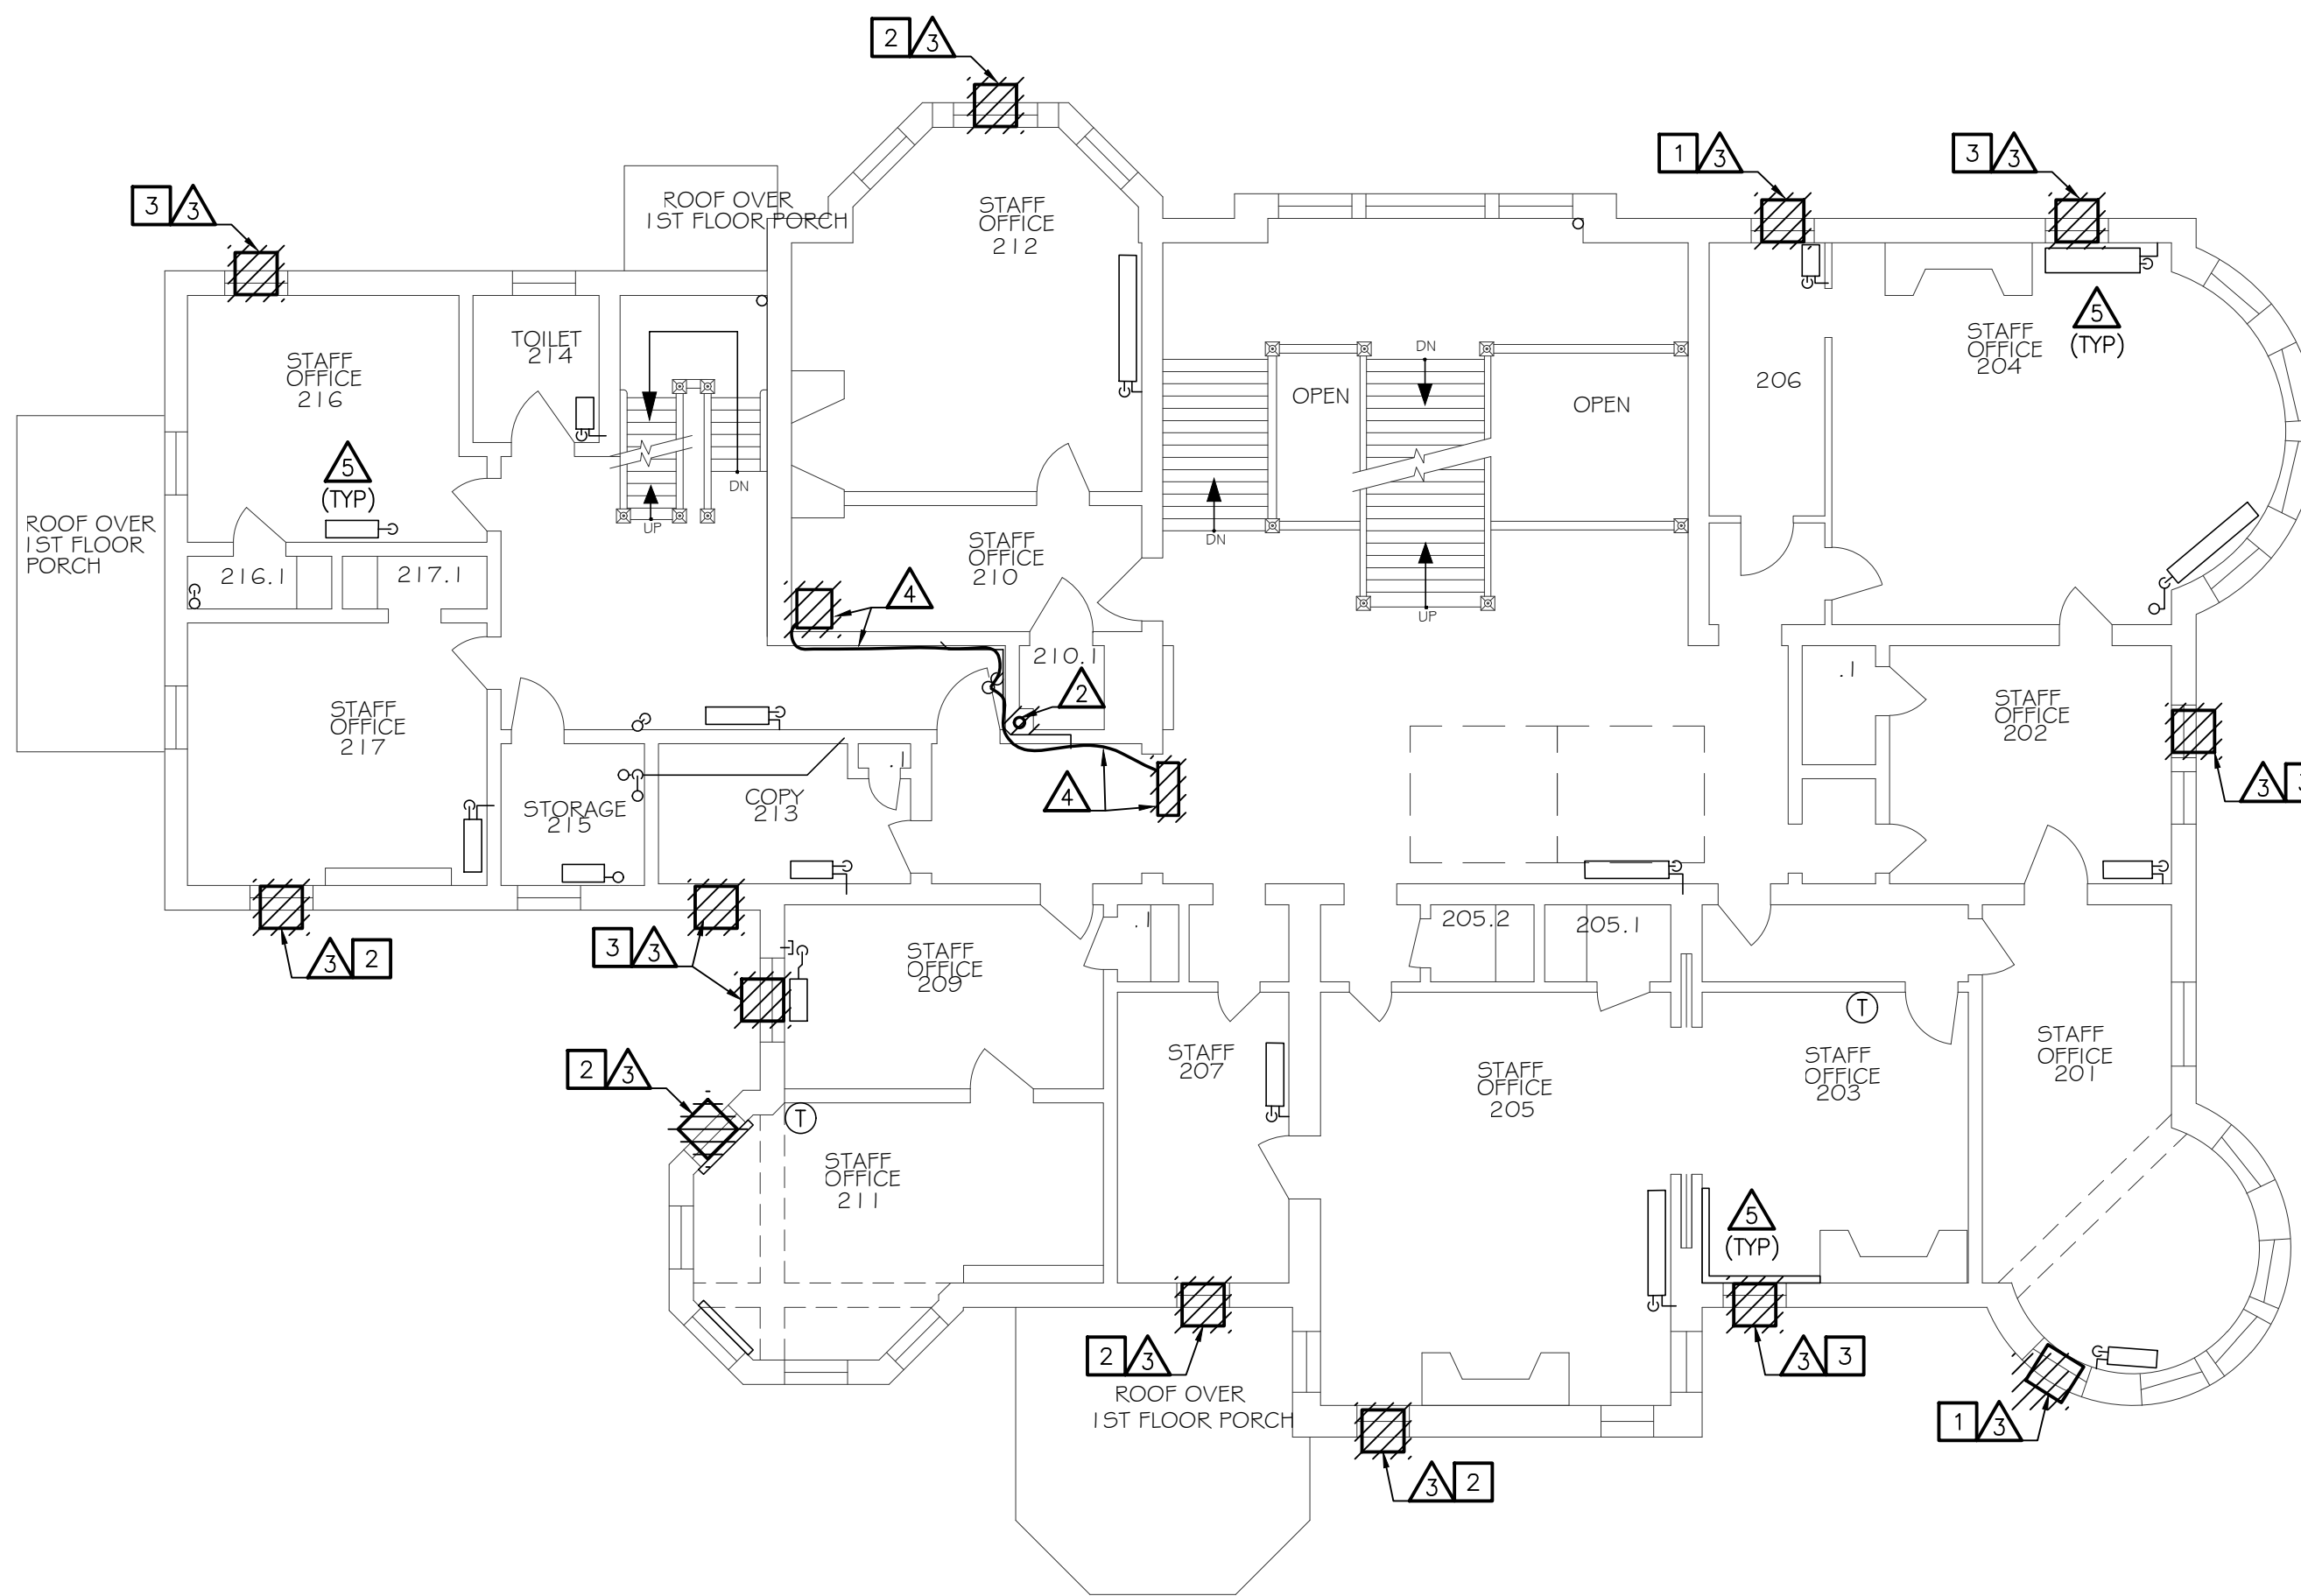 2 3
1 3
3 3
3 3
ROOF OVER
1ST FLOOR PORCH
STAFF
OFFICE
212
TOILET
214
STAFF
OFFICE
216
5
(TYP)
DN
OPEN
OPEN
206
STAFF
OFFICE
204
5
(TYP)
DN
UP
DN
UP
ROOF OVER
1ST FLOOR
PORCH
216.1
217.1
STAFF
OFFICE
210
4
210.1
2
.1
STAFF
OFFICE
217
STAFF
OFFICE
202
3
STORAGE
215
COPY
213
.1
4
3 3
3 2
STAFF
OFFICE
209
.1
205.2
205.1
T
2 3
T
STAFF
207
STAFF
OFFICE
205
STAFF
OFFICE
203
STAFF
OFFICE
201
STAFF
OFFICE
211
5
(TYP)
2 3
3 3
ROOF OVER
1ST FLOOR PORCH
1 3
3 2